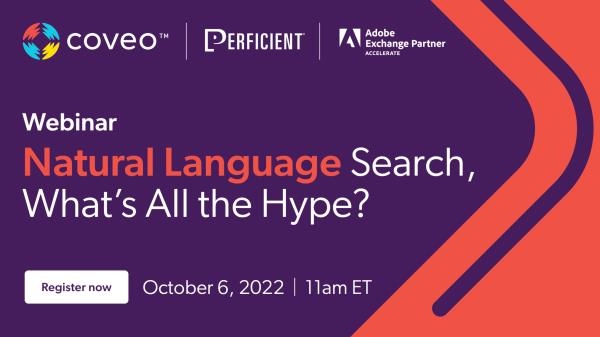 coveo™
PERFICIENT
Adobe
Exchange Partner
ACCELERATE
Webinar
Natural Language Search,
What's All the Hype?
Register now
October 6, 2022 | 11am ET